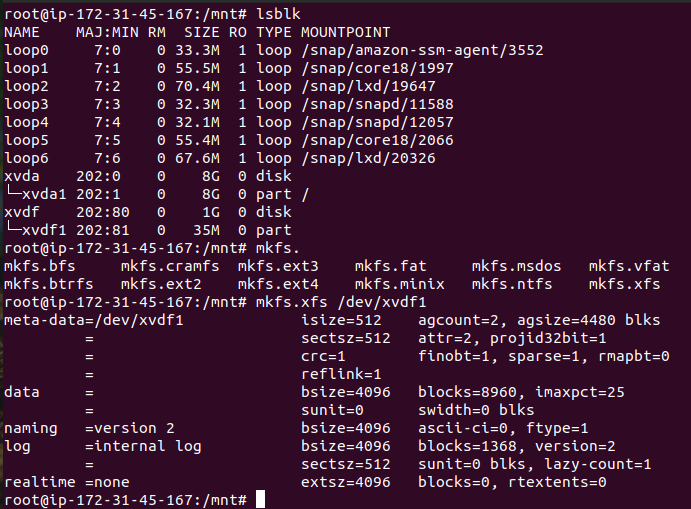 root@ip-172-31-45-167:/mnt# lsblk
NAME    MAJ:MIN RM  SIZE RO TYPE MOUNTPOINT
loop0     7:0    0 33.3M  1 loop /snap/amazon-ssm-agent/3552
loop1     7:1    0 55.5M  1 loop /snap/core18/1997
loop2     7:2    0 70.4M  1 loop /snap/lxd/19647
loop3     7:3    0 32.3M  1 loop /snap/snapd/11588
loop4     7:4    0 32.1M  1 loop /snap/snapd/12057
loop5     7:5    0 55.4M  1 loop /snap/core18/2066
loop6     7:6    0 67.6M  1 loop /snap/lxd/20326
xvda    202:0    0    8G  0 disk
└─xvda1 202:1    0    8G  0 part /
xvdf    202:80   0    1G  0 disk
└─xvdf1 202:81   0   35M  0 part
root@ip-172-31-45-167:/mnt# mkfs.
mkfs.bfs     mkfs.cramfs  mkfs.ext3    mkfs.fat     mkfs.msdos   mkfs.vfat
mkfs.btrfs   mkfs.ext2    mkfs.ext4    mkfs.minix   mkfs.ntfs    mkfs.xfs
root@ip-172-31-45-167:/mnt# mkfs.xfs /dev/xvdf1
meta-data=/dev/xvdf1             isize=512    agcount=2, agsize=4480 blks
         =                       sectsz=512   attr=2, projid32bit=1
         =                       crc=1        finobt=1, sparse=1, rmapbt=0
         =                       reflink=1
data     =                       bsize=4096   blocks=8960, imaxpct=25
         =                       sunit=0      swidth=0 blks
naming   =version 2              bsize=4096   ascii-ci=0, ftype=1
log      =internal log           bsize=4096   blocks=1368, version=2
         =                       sectsz=512   sunit=0 blks, lazy-count=1
realtime =none                   extsz=4096   blocks=0, rtextents=0
root@ip-172-31-45-167:/mnt#